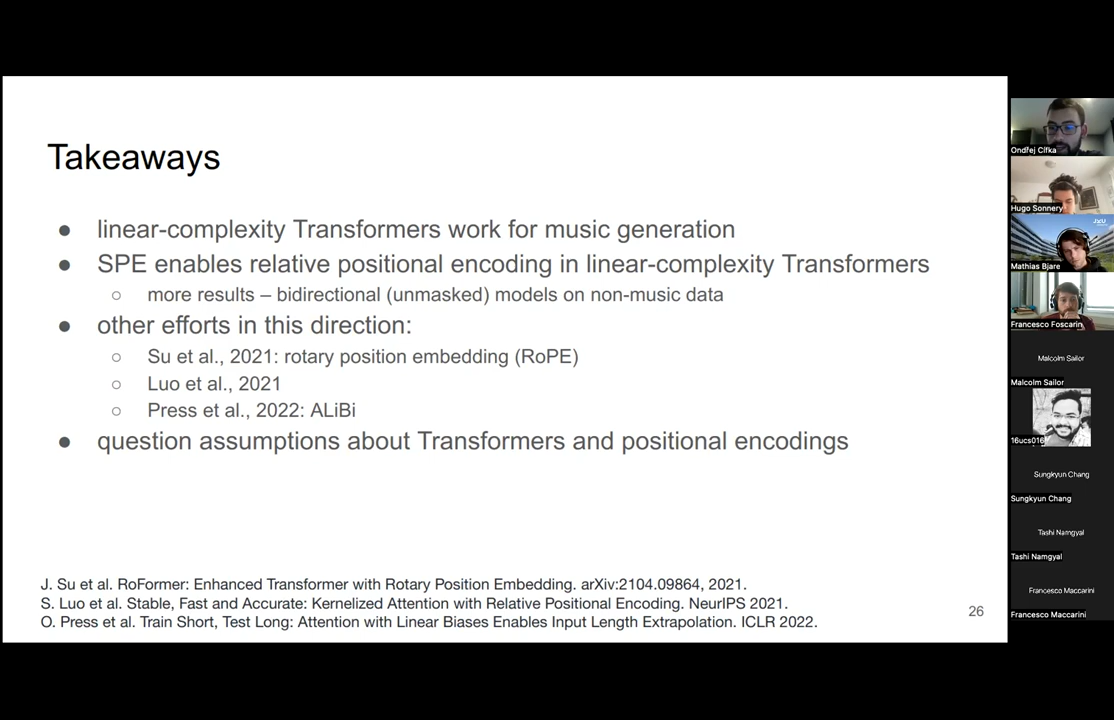 Takeaways
● linear-complexity Transformers work for music generation
● SPE enables relative positional encoding in linear-complexity Transformers
○ more results – bidirectional (unmasked) models on non-music data
● other efforts in this direction:
○ Su et al., 2021: rotary position embedding (RoPE)
○ Luo et al., 2021
○ Press et al., 2022: ALiBi
● question assumptions about Transformers and positional encodings
J. Su et al. RoFormer: Enhanced Transformer with Rotary Position Embedding. arXiv:2104.09864, 2021.
S. Luo et al. Stable, Fast and Accurate: Kernelized Attention with Relative Positional Encoding. NeurIPS 2021.
O. Press et al. Train Short, Test Long: Attention with Linear Biases Enables Input Length Extrapolation. ICLR 2022.
26
Ondřej Cífka
Hugo Sonnery
JKU
Mathias Bjare
Francesco Foscarin
Malcolm Sailor
Malcolm Sailor
16ucs016
Sungkyun Chang
Sungkyun Chang
Tashi Namgyal
Tashi Namgyal
Francesco Maccarini
Francesco Maccarini